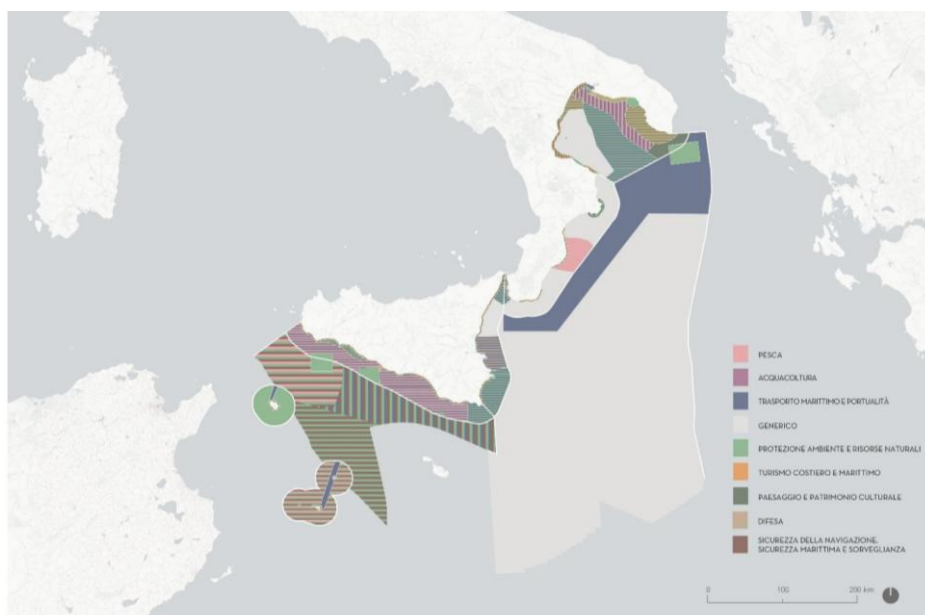 PESCA
ACQUACOLTURA
TRASPORTO MARITTIMO E PORTUALITÀ
GENERICO
PROTEZIONE AMBIENTE E RISORSE NATURALI
TURISMO COSTIERO E MARITTIMO
PAESAGGIO E PATRIMONIO CULTURALE
DIFESA
SICUREZZA DELLA NAVIGAZIONE,
SICUREZZA MARITTIMA E SORVEGLIANZA
0 100 200 km